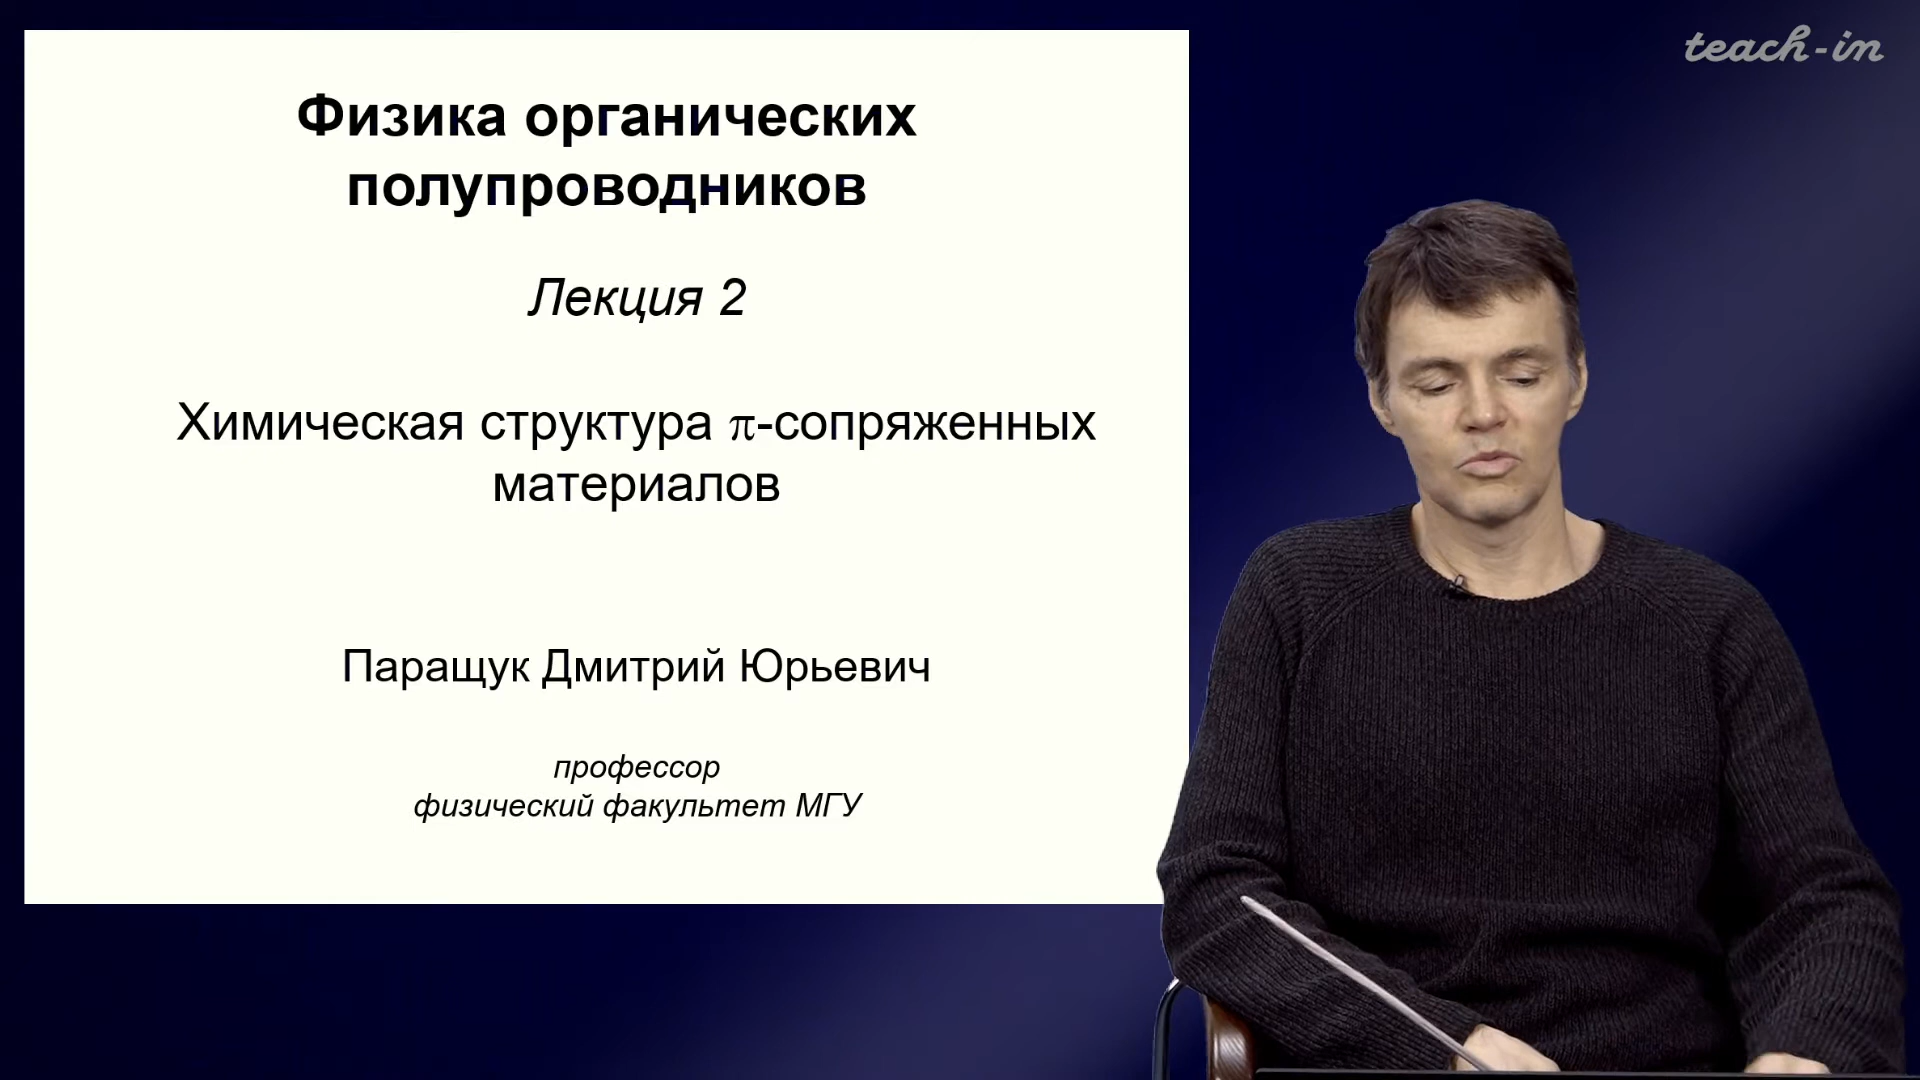 Физика органических
полупроводников
Лекция 2
Химическая структура π-сопряженных
материалов
Паращук Дмитрий Юрьевич
профессор
физический факультет МГУ
teach-in